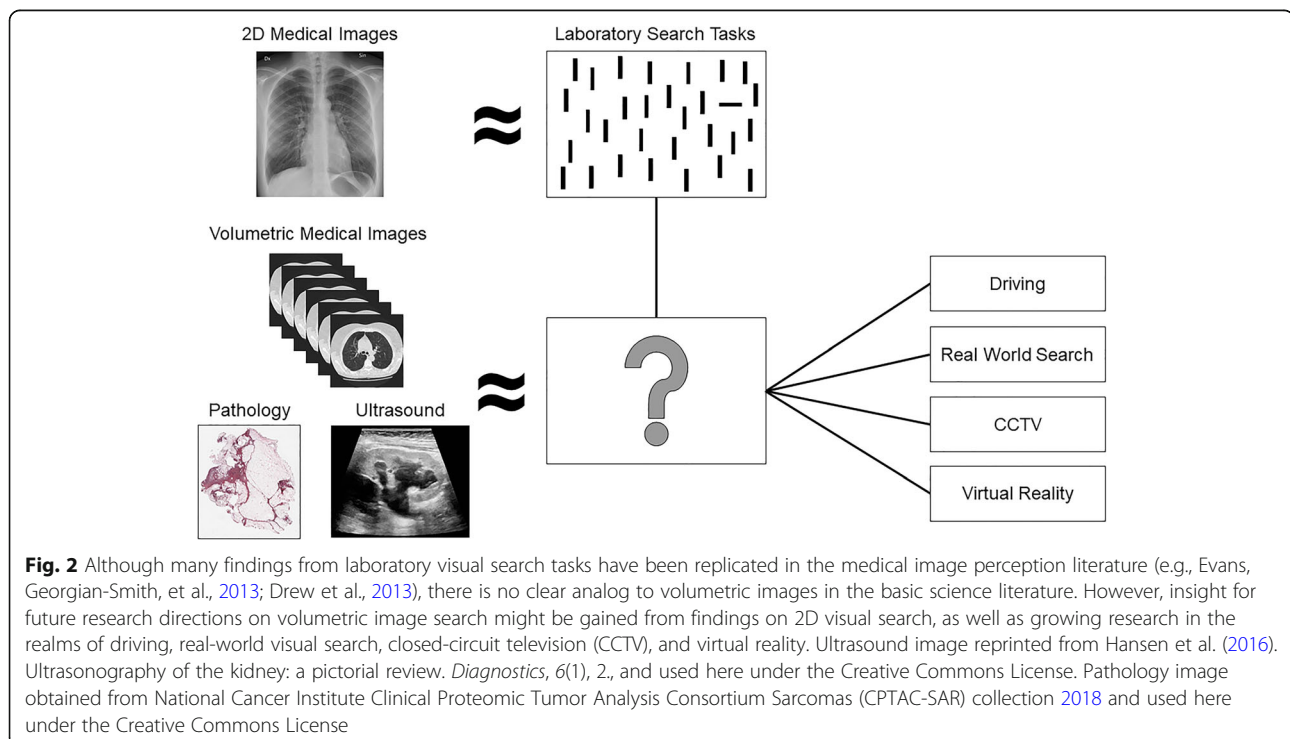 2D Medical Images
Laboratory Search Tasks
Dx
Sin
≈
Volumetric Medical Images
Pathology
Ultrasound
≈
?
Driving
Real World Search
CCTV
Virtual Reality
Fig. 2 Although many findings from laboratory visual search tasks have been replicated in the medical image perception literature (e.g., Evans,
Georgian-Smith, et al., 2013; Drew et al., 2013), there is no clear analog to volumetric images in the basic science literature. However, insight for
future research directions on volumetric image search might be gained from findings on 2D visual search, as well as growing research in the
realms of driving, real-world visual search, closed-circuit television (CCTV), and virtual reality. Ultrasound image reprinted from Hansen et al. (2016).
Ultrasonography of the kidney: a pictorial review. Diagnostics, 6(1), 2., and used here under the Creative Commons License. Pathology image
obtained from National Cancer Institute Clinical Proteomic Tumor Analysis Consortium Sarcomas (CPTAC-SAR) collection 2018 and used here
under the Creative Commons License